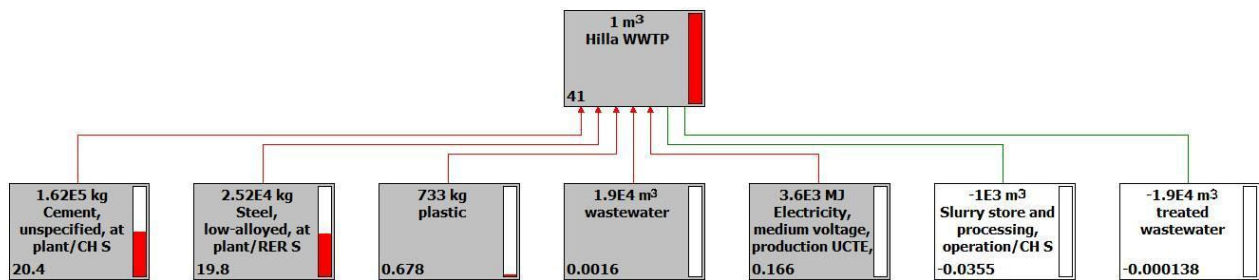 1 m³
Hilla WWTP
41
1.62E5 kg
Cement,
unspecified, at
plant/CH S
20.4
2.52E4 kg
Steel,
low-alloyed, at
plant/RER S
19.8
733 kg
plastic
0.678
1.9E4 m³
wastewater
0.0016
3.6E3 MJ
Electricity,
medium voltage,
production UCTE,
0.166
-1E3 m³
Slurry store and
processing,
operation/CH S
-0.0355
-1.9E4 m³
treated
wastewater
-0.000138